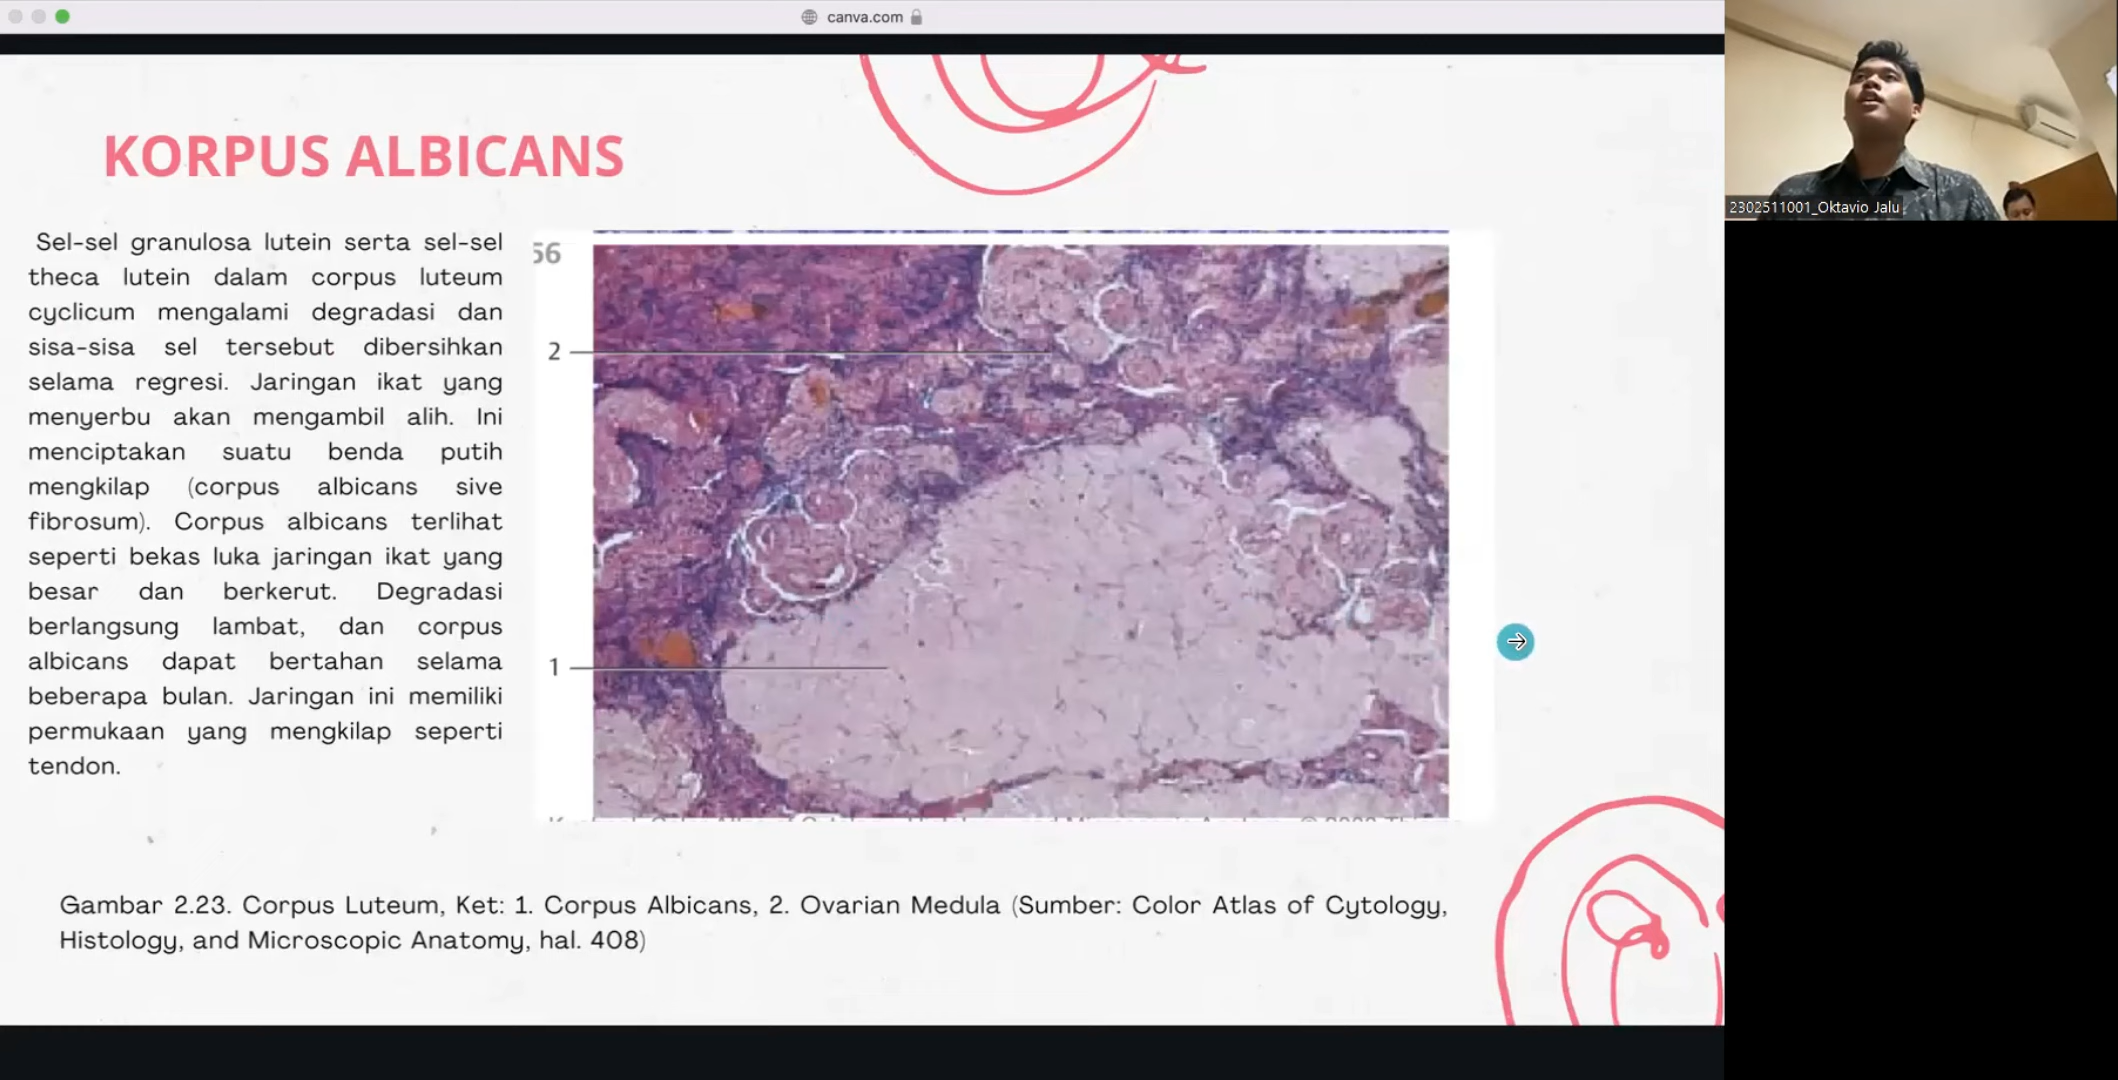 canva.com
KORPUS ALBICANS
Sel-sel granulosa lutein serta sel-sel
theca lutein dalam corpus luteum
cyclicum mengalami degradasi dan
sisa-sisa sel tersebut dibersihkan
selama regresi. Jaringan ikat yang
menyerbu akan mengambil alih. Ini
menciptakan suatu benda putih
mengkilap (corpus albicans sive
fibrosum). Corpus albicans terlihat
seperti bekas luka jaringan ikat yang
besar dan berkerut. Degradasi
berlangsung lambat, dan corpus
albicans dapat bertahan selama
beberapa bulan. Jaringan ini memiliki
permukaan yang mengkilap seperti
tendon.
56
2
1
Gambar 2.23. Corpus Luteum, Ket: 1. Corpus Albicans, 2. Ovarian Medula (Sumber: Color Atlas of Cytology,
Histology, and Microscopic Anatomy, hal. 408)
2302511001_Oktavio Jalu